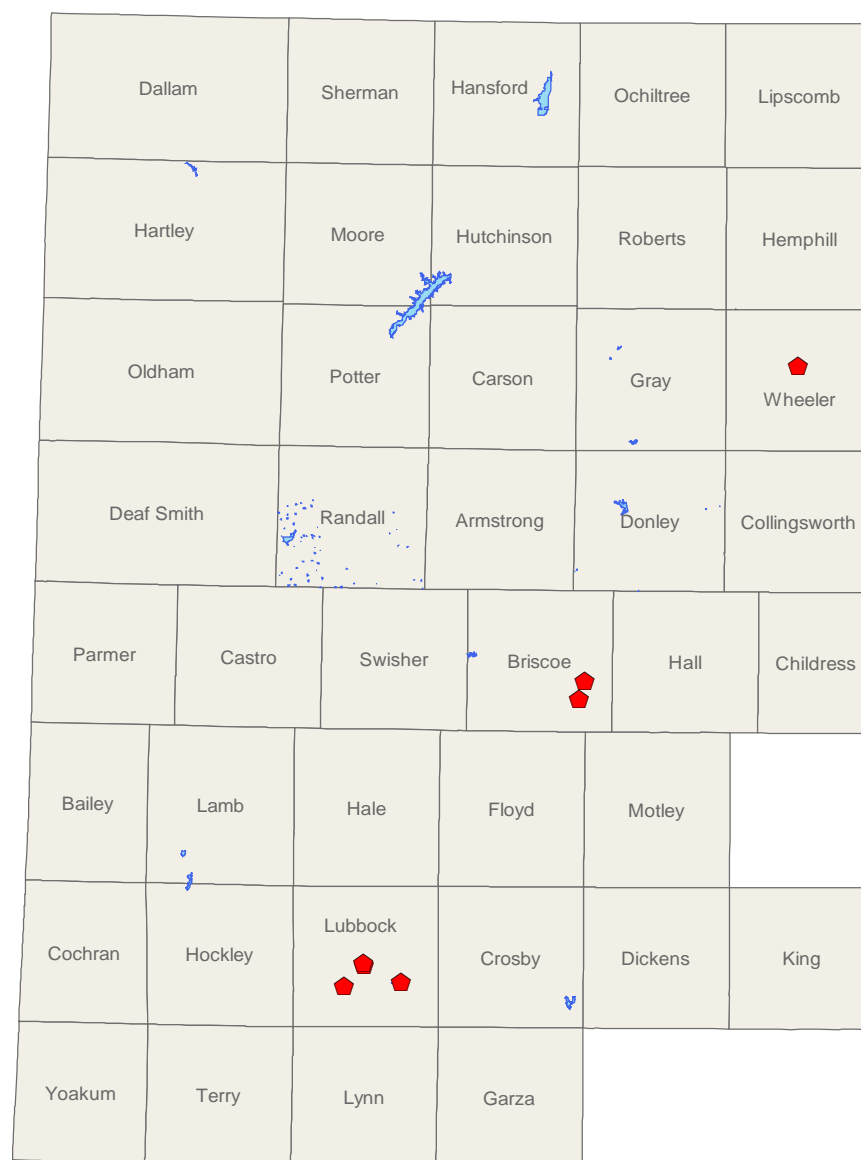 Dallam
Sherman
Hansford
Ochiltree
Lipscomb
Hartley
Moore
Hutchinson
Roberts
Hemphill
Oldham
Potter
Carson
Gray
Wheeler
Deaf Smith
Randall
Armstrong
Donley
Collingsworth
Parmer
Castro
Swisher
Briscoe
Hall
Childress
Bailey
Lamb
Hale
Floyd
Motley
Cochran
Hockley
Lubbock
Crosby
Dickens
King
Yoakum
Terry
Lynn
Garza